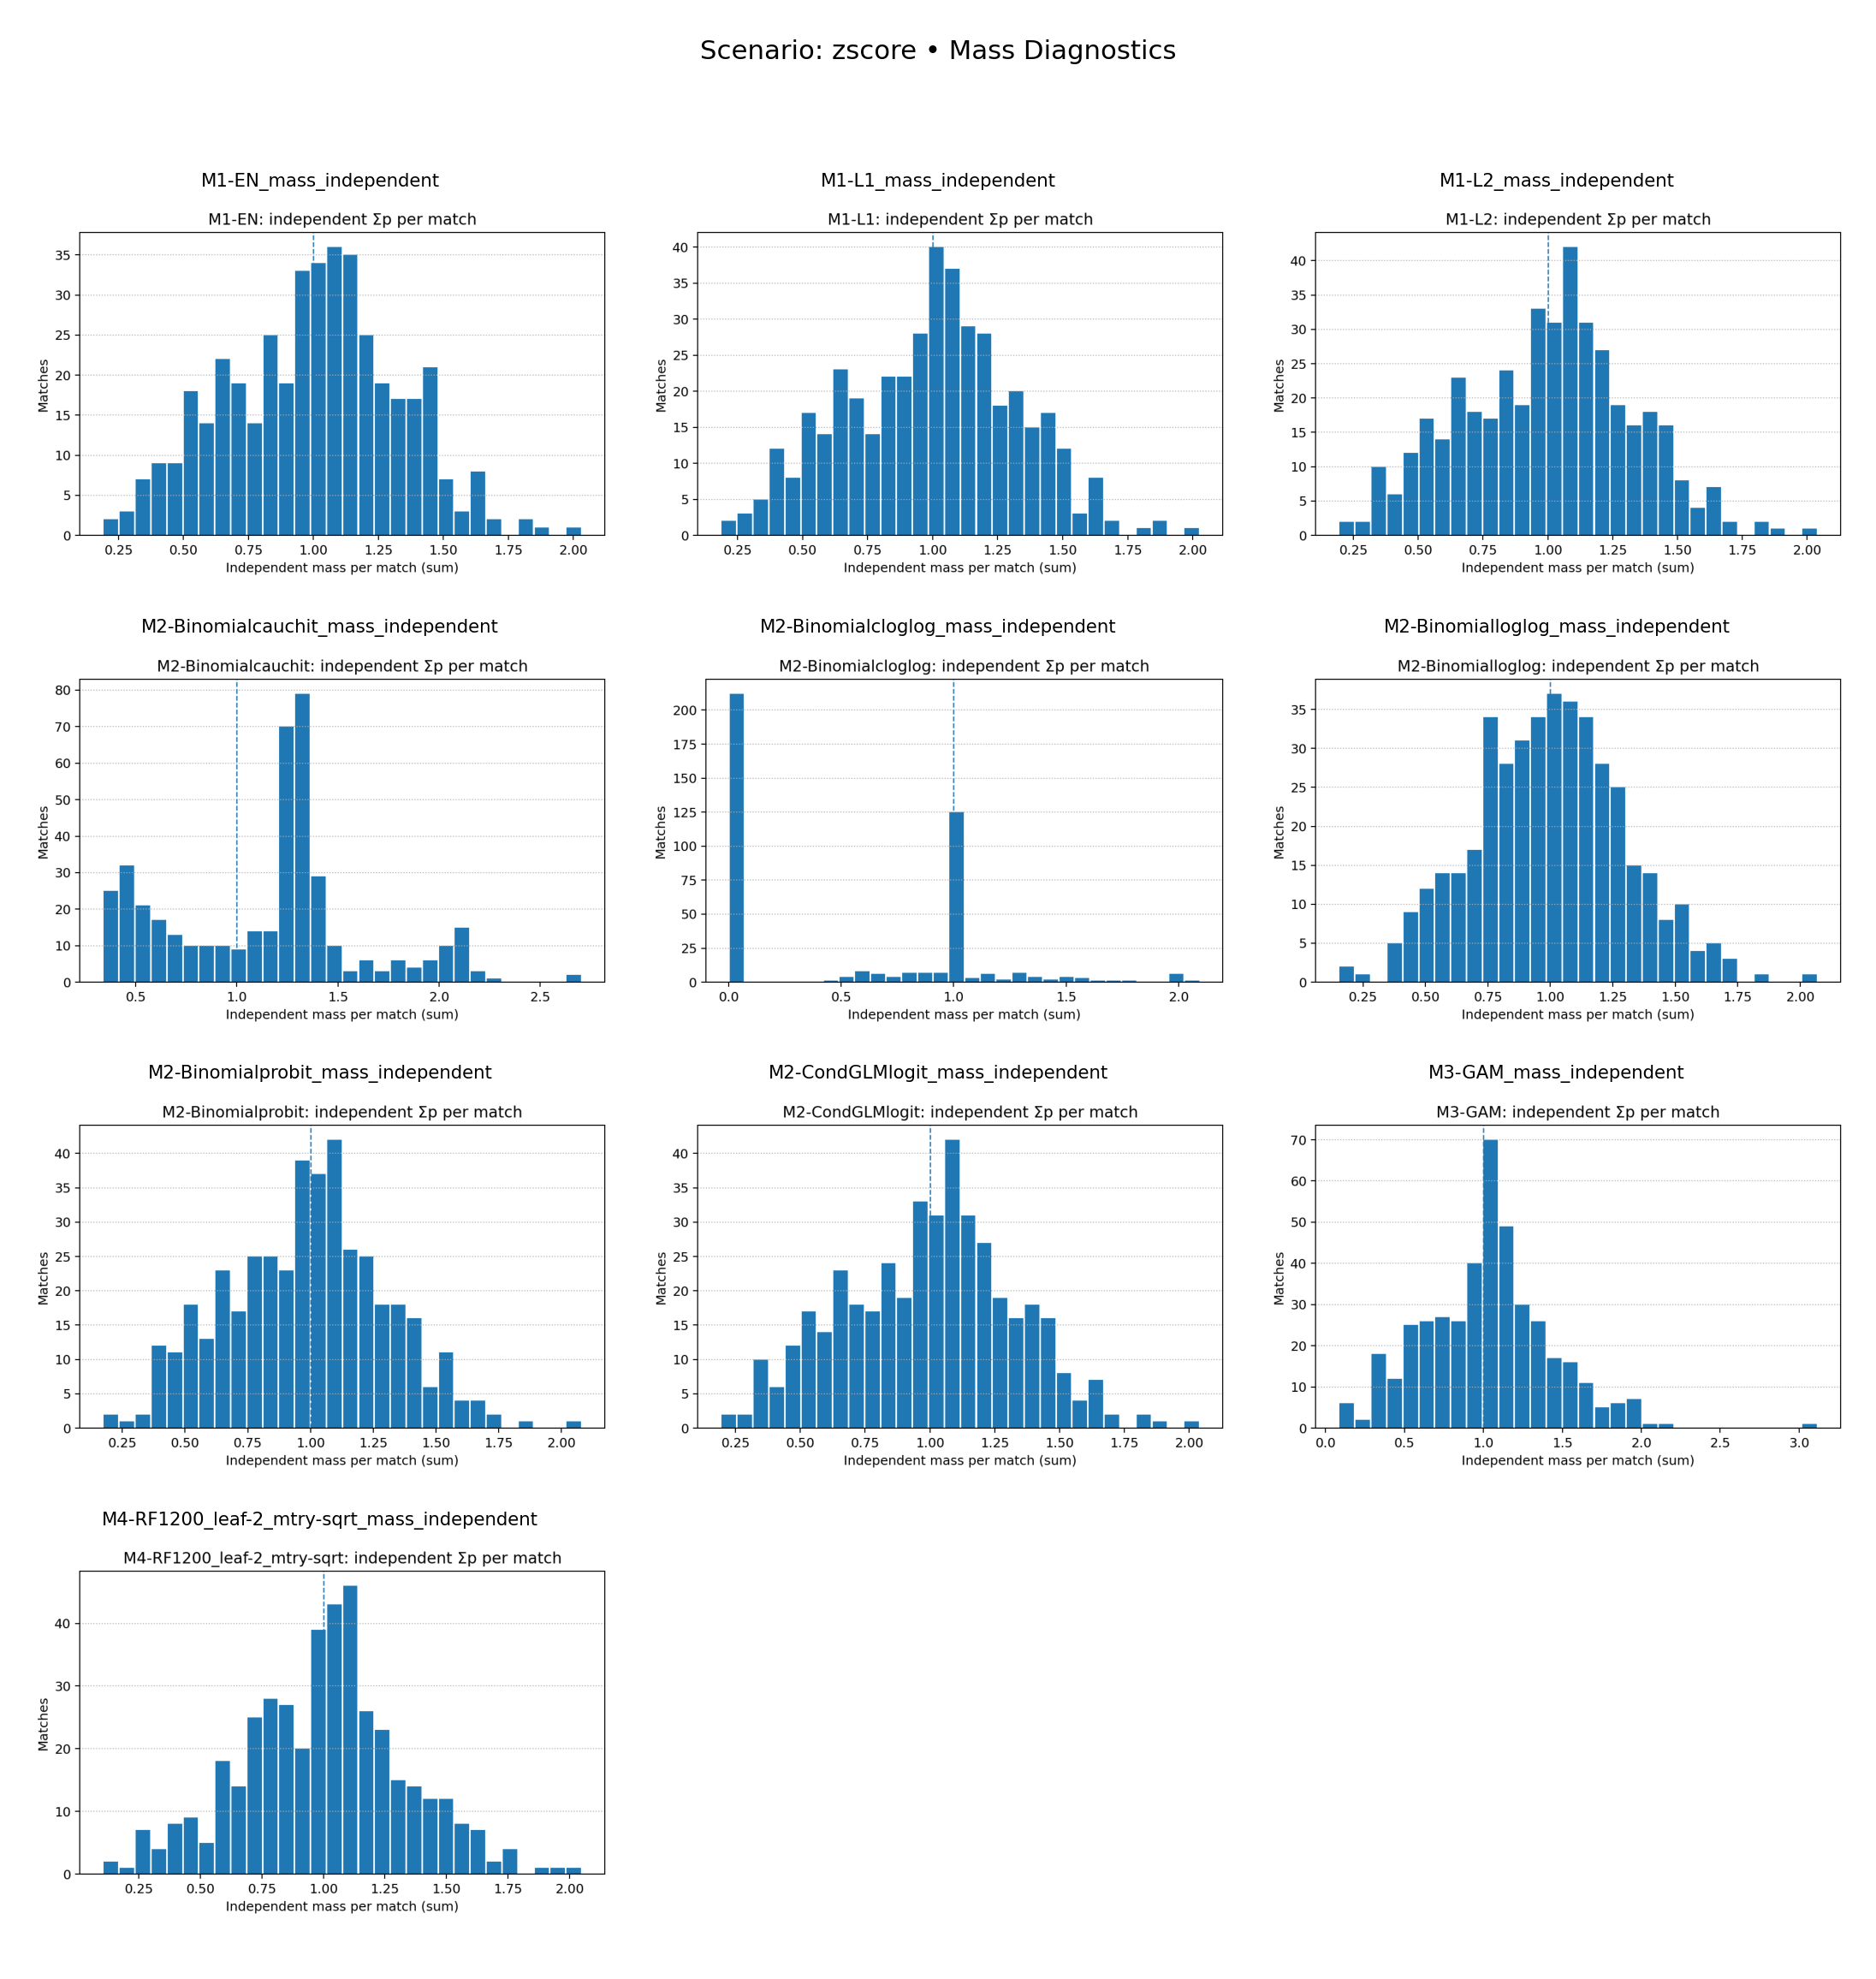 Scenario: zscore • Mass Diagnostics
M1-EN_mass_independent
M1-EN: independent Σp per match
35
30
25
20
15
10
5
0
Matches
0.25 0.50 0.75 1.00 1.25 1.50 1.75 2.00
Independent mass per match (sum)
M1-L1_mass_independent
M1-L1: independent Σp per match
40
35
30
25
20
15
10
5
0
Matches
0.25 0.50 0.75 1.00 1.25 1.50 1.75 2.00
Independent mass per match (sum)
M1-L2_mass_independent
M1-L2: independent Σp per match
40
35
30
25
20
15
10
5
0
Matches
0.25 0.50 0.75 1.00 1.25 1.50 1.75 2.00
Independent mass per match (sum)
M2-Binomialcauchit_mass_independent
M2-Binomialcauchit: independent Σp per match
80
70
60
50
40
30
20
10
0
Matches
0.5 1.0 1.5 2.0 2.5
Independent mass per match (sum)
M2-Binomialcloglog_mass_independent
M2-Binomialcloglog: independent Σp per match
200
175
150
125
100
75
50
25
0
Matches
0.0 0.5 1.0 1.5 2.0
Independent mass per match (sum)
M2-Binomialloglog_mass_independent
M2-Binomialloglog: independent Σp per match
35
30
25
20
15
10
5
0
Matches
0.25 0.50 0.75 1.00 1.25 1.50 1.75 2.00
Independent mass per match (sum)
M2-Binomialprobit_mass_independent
M2-Binomialprobit: independent Σp per match
40
35
30
25
20
15
10
5
0
Matches
0.25 0.50 0.75 1.00 1.25 1.50 1.75 2.00
Independent mass per match (sum)
M2-CondGLMlogit_mass_independent
M2-CondGLMlogit: independent Σp per match
40
35
30
25
20
15
10
5
0
Matches
0.25 0.50 0.75 1.00 1.25 1.50 1.75 2.00
Independent mass per match (sum)
M3-GAM_mass_independent
M3-GAM: independent Σp per match
70
60
50
40
30
20
10
0
Matches
0.0 0.5 1.0 1.5 2.0 2.5 3.0
Independent mass per match (sum)
M4-RF1200_leaf-2_mtry-sqrt_mass_independent
M4-RF1200_leaf-2_mtry-sqrt: independent Σp per match
40
30
20
10
0
Matches
0.25 0.50 0.75 1.00 1.25 1.50 1.75 2.00
Independent mass per match (sum)